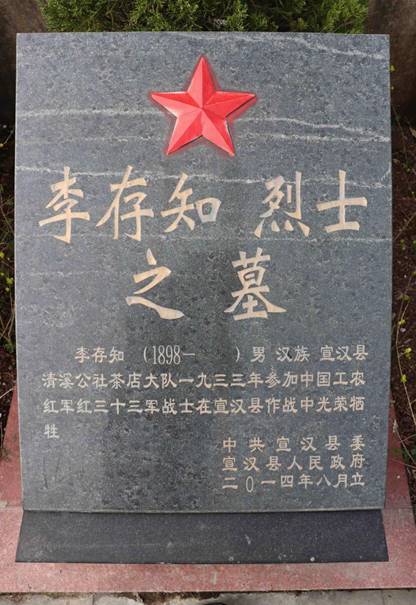 李存知 烈士
之墓
李存知 (1898— ) 男 汉族 宣汉县
清溪公社茶店大队一九三三年参加中国工农
红军红三十三军战士在宣汉县作战中光荣牺
牲
中共宣汉县委
宣汉县人民政府
二0一四年八月立